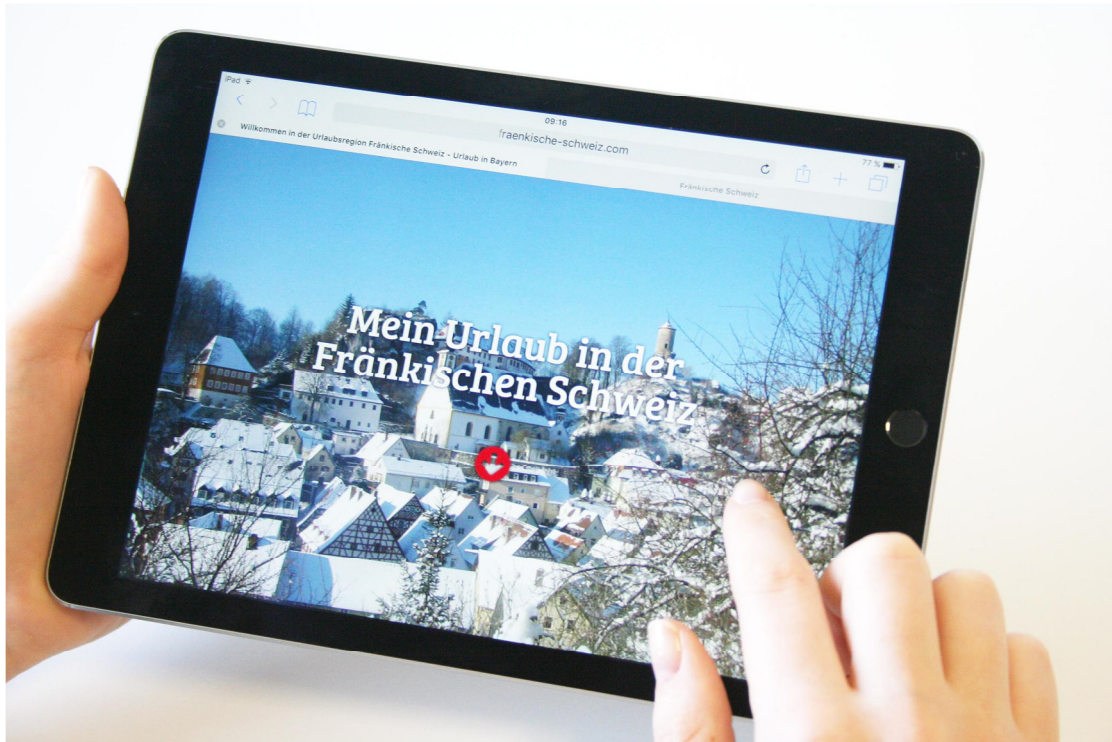 iPad
09:16
77 %
fraenkische-schweiz.com
Willkommen in der Urlaubsregion Fränkische Schweiz - Urlaub in Bayern
Fränkische Schweiz
Mein Urlaub in der
Fränkischen Schweiz